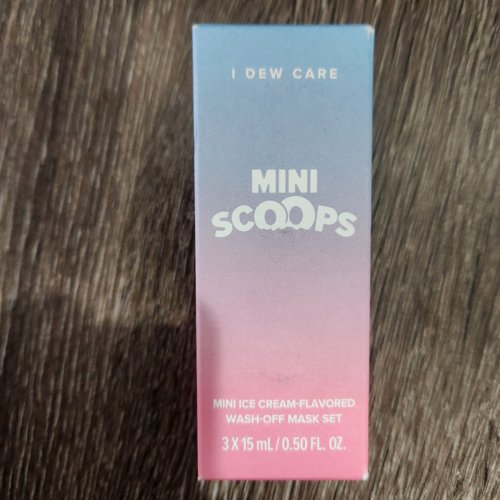 I DEW CARE
MINI
SCOOPS
MINI ICE CREAM-FLAVORED
WASH-OFF MASK SET
3 X 15 mL / 0.50 FL. OZ.